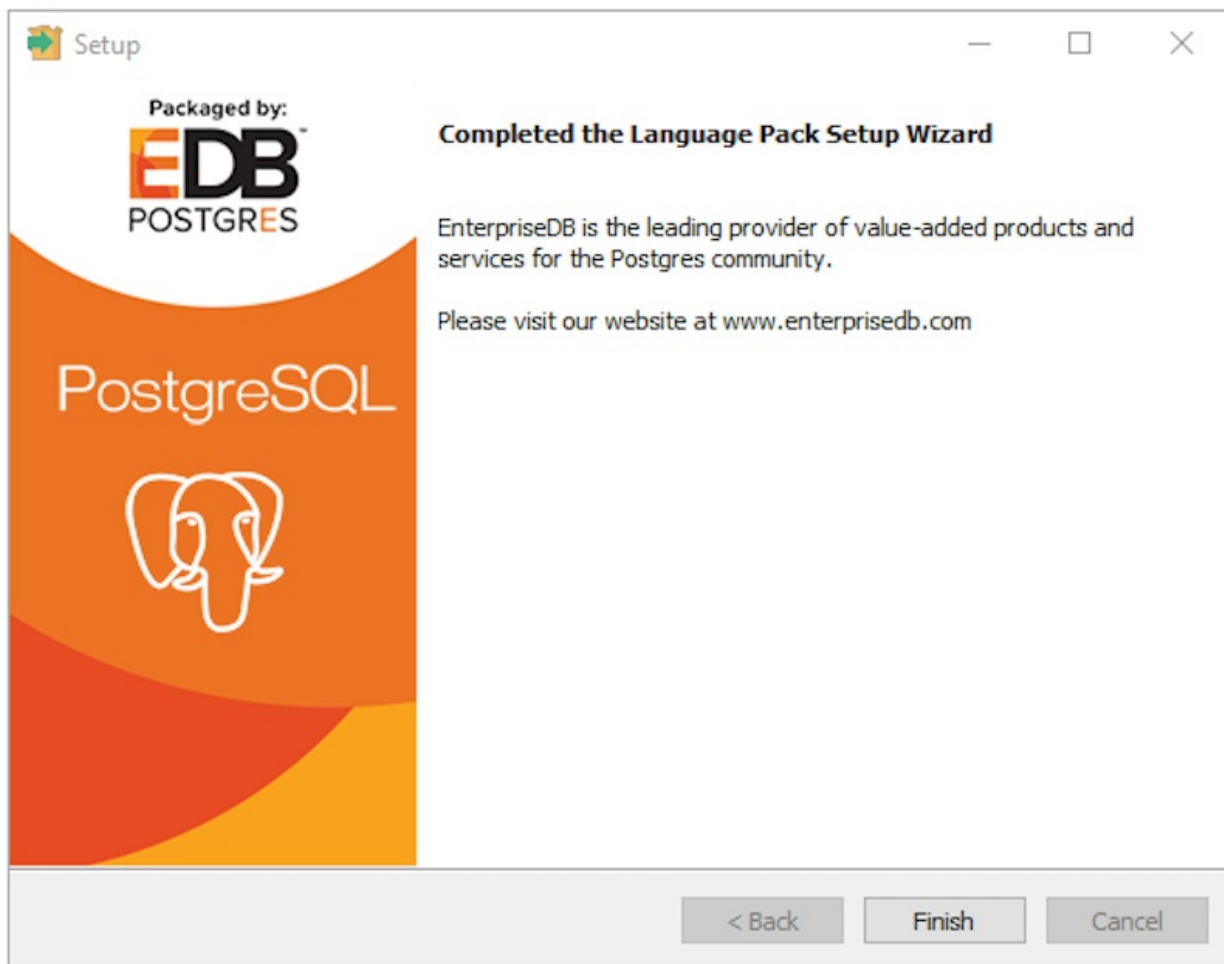 Setup
Packaged by:
EDB™
POSTGRES
PostgreSQL
Completed the Language Pack Setup Wizard
EnterpriseDB is the leading provider of value-added products and
services for the Postgres community.
Please visit our website at www.enterprisedb.com
< Back
Finish
Cancel